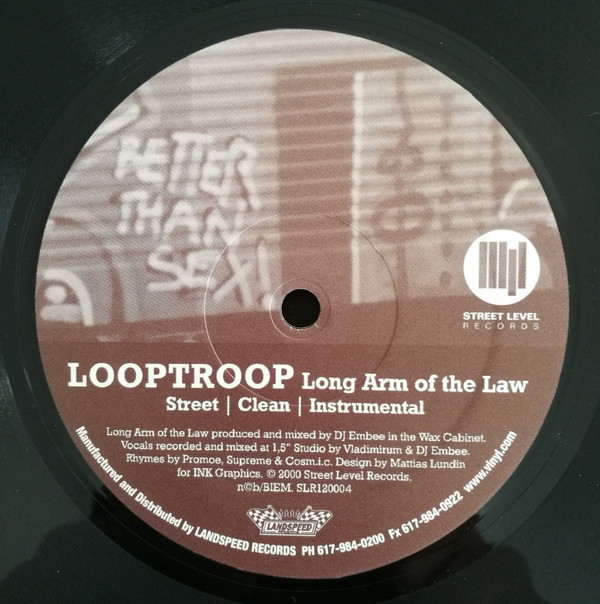 BETTER
THAN
SEX!
STREET LEVEL
RECORDS
LOOPTROOP Long Arm of the Law
Street | Clean | Instrumental
Long Arm of the Law produced and mixed by DJ Embee in the Wax Cabinet.
Vocals recorded and mixed at 1,5" Studio by Vladimirum & DJ Embee.
Rhymes by Promoe, Supreme & Cosm.i.c. Design by Mattias Lundin
for INK Graphics. © 2000 Street Level Records.
n©b/BIEM. SLR120004
LANDSPEED
Manufactured and Distributed by LANDSPEED RECORDS PH 617-984-0200 Fx 617-984-0922 www.vinyl.com